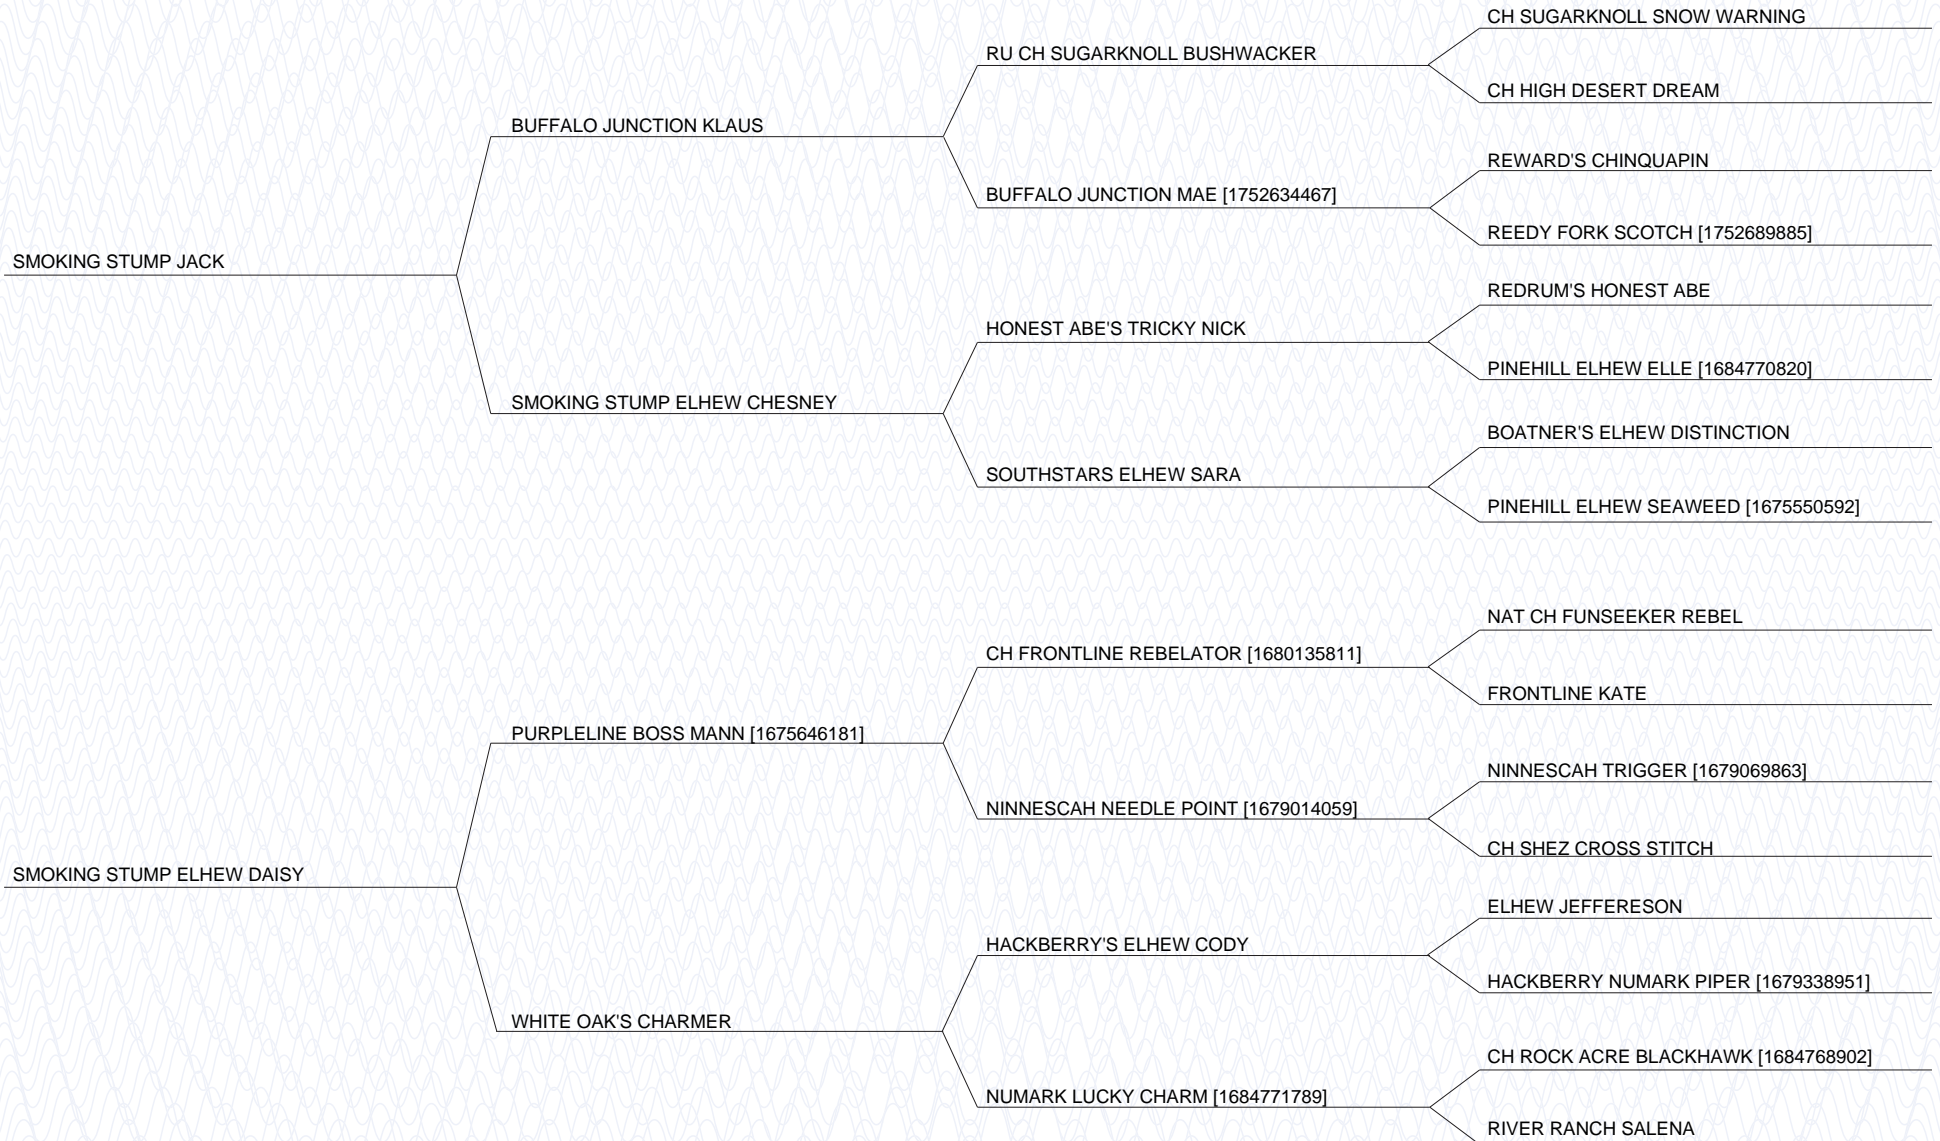 CH SUGARKNOLL SNOW WARNING
RU CH SUGARKNOLL BUSHWACKER
CH HIGH DESERT DREAM
BUFFALO JUNCTION KLAUS
REWARD'S CHINQUAPIN
BUFFALO JUNCTION MAE [1752634467]
REEDY FORK SCOTCH [1752689885]
SMOKING STUMP JACK
REDRUM'S HONEST ABE
HONEST ABE'S TRICKY NICK
PINEHILL ELHEW ELLE [1684770820]
SMOKING STUMP ELHEW CHESNEY
BOATNER'S ELHEW DISTINCTION
SOUTHSTARS ELHEW SARA
PINEHILL ELHEW SEAWEED [1675550592]
NAT CH FUNSEEKER REBEL
CH FRONTLINE REBELATOR [1680135811]
FRONTLINE KATE
PURPLELINE BOSS MANN [1675646181]
NINNESCAH TRIGGER [1679069863]
NINNESCAH NEEDLE POINT [1679014059]
CH SHEZ CROSS STITCH
SMOKING STUMP ELHEW DAISY
ELHEW JEFFERESON
HACKBERRY'S ELHEW CODY
HACKBERRY NUMARK PIPER [1679338951]
WHITE OAK'S CHARMER
CH ROCK ACRE BLACKHAWK [1684768902]
NUMARK LUCKY CHARM [1684771789]
RIVER RANCH SALENA